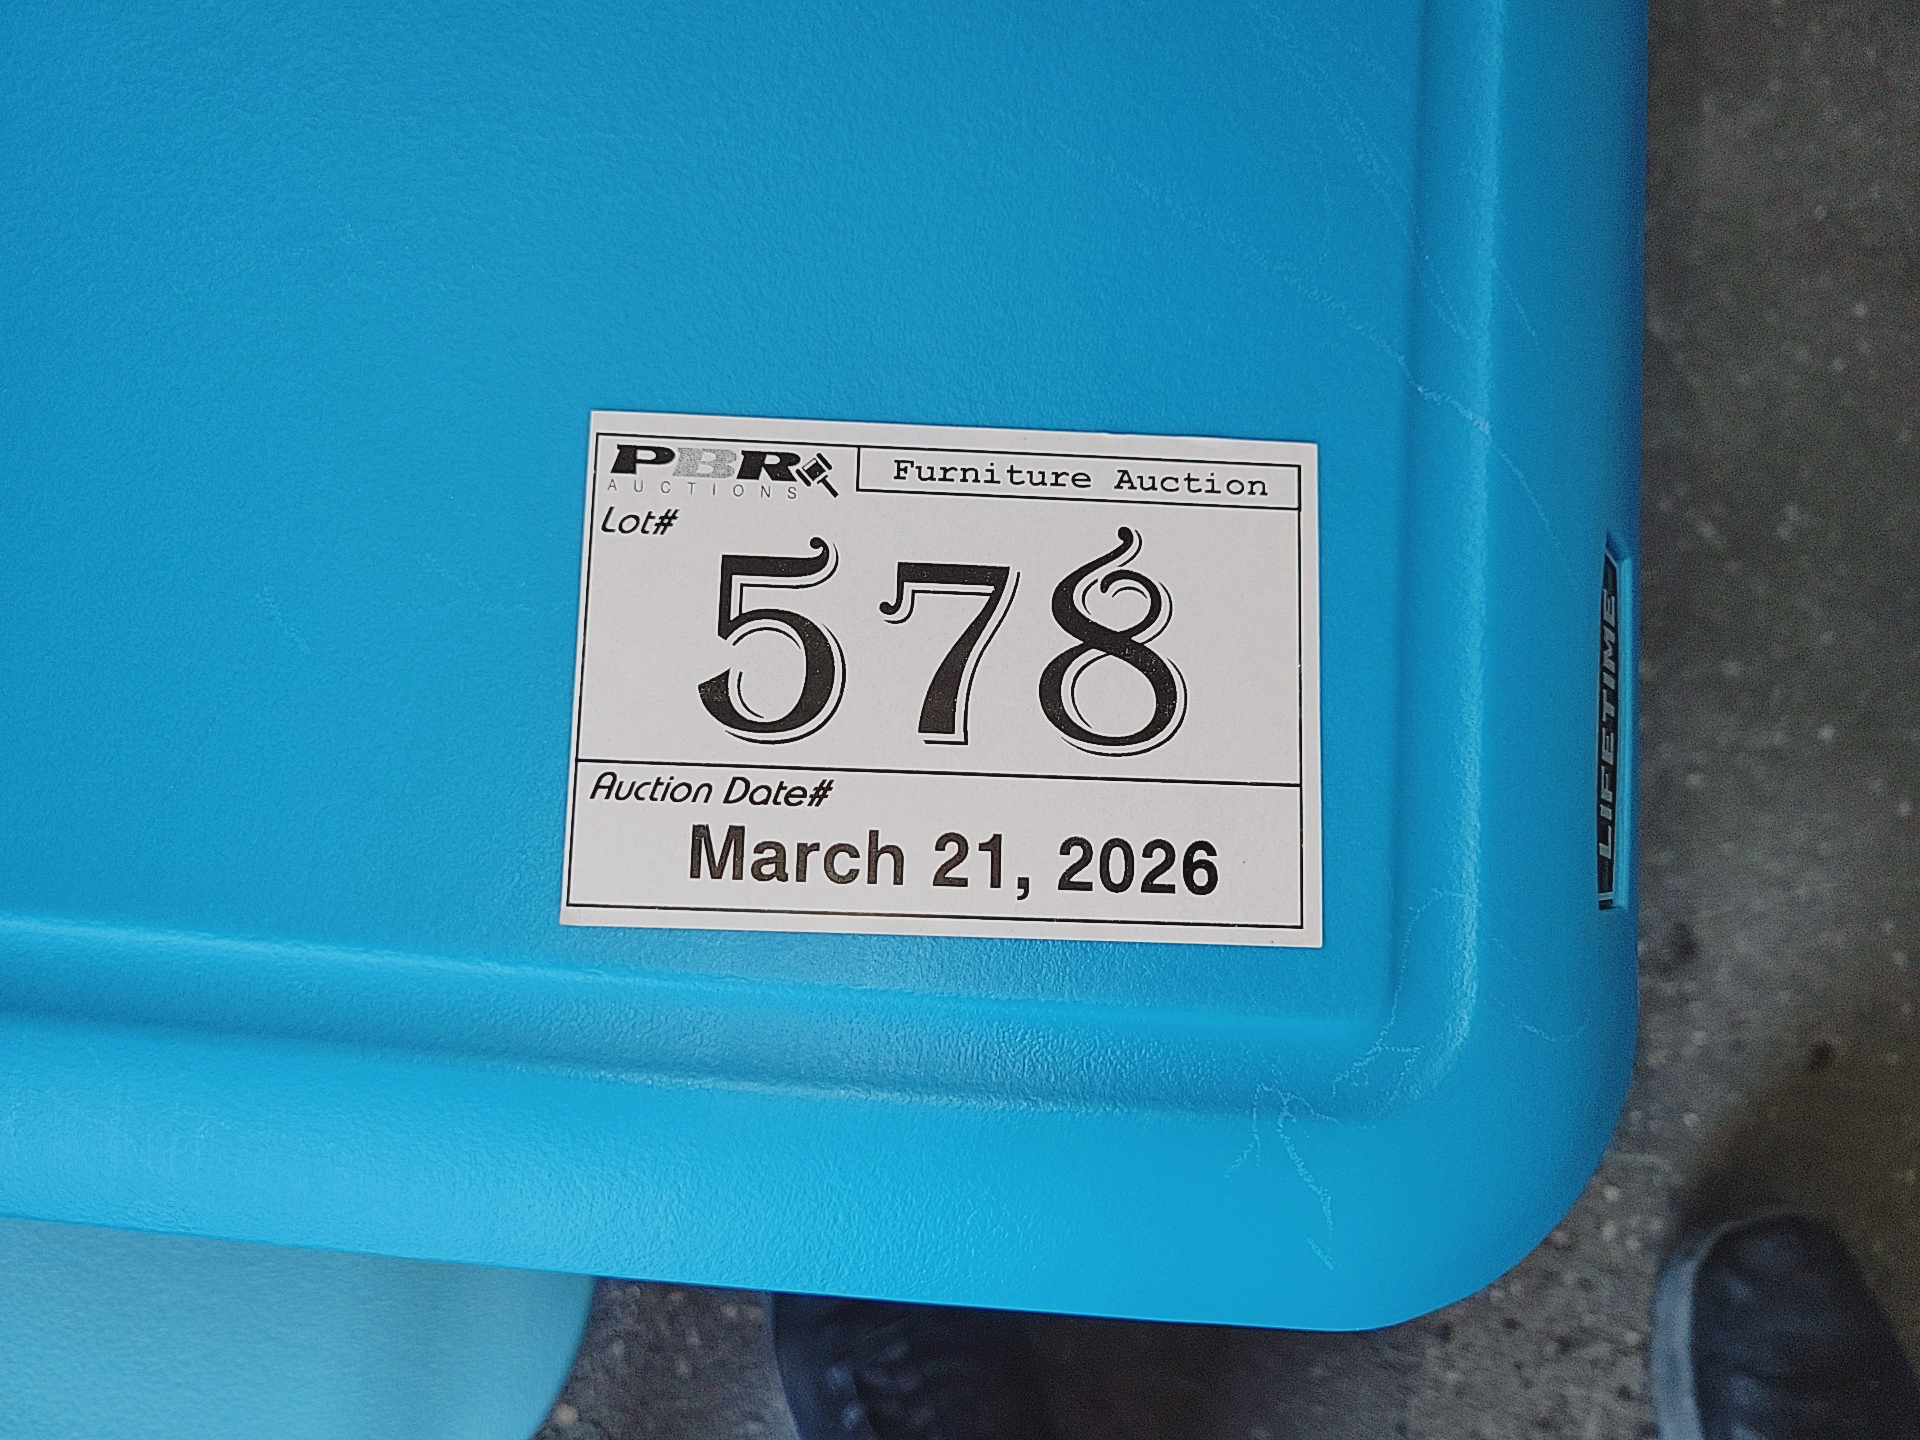 PBR
AUCTIONS
Furniture Auction
Lot#
578
Auction Date#
March 21, 2026
LIFETIME